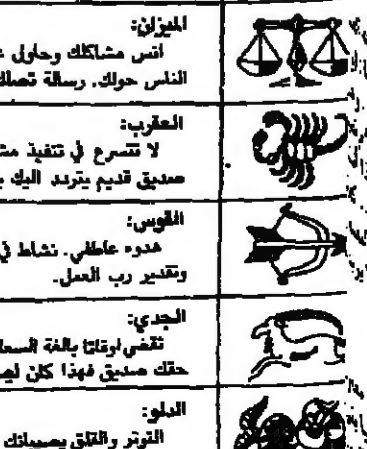 الميزان:
انس مشاكلك وحاول
الناس حولك. رسالة تصلك
العقرب:
لا تتسرع في تنفيذ
صديق قديم يتردد اليك
القوس:
هدوء عاطفي. نشاط في
وتقدير رب العمل.
الجدي:
تقضي اوقاتا بالغة
حقك صديق فهذا كان
الدلو:
التوتر والقلق يصيبانك